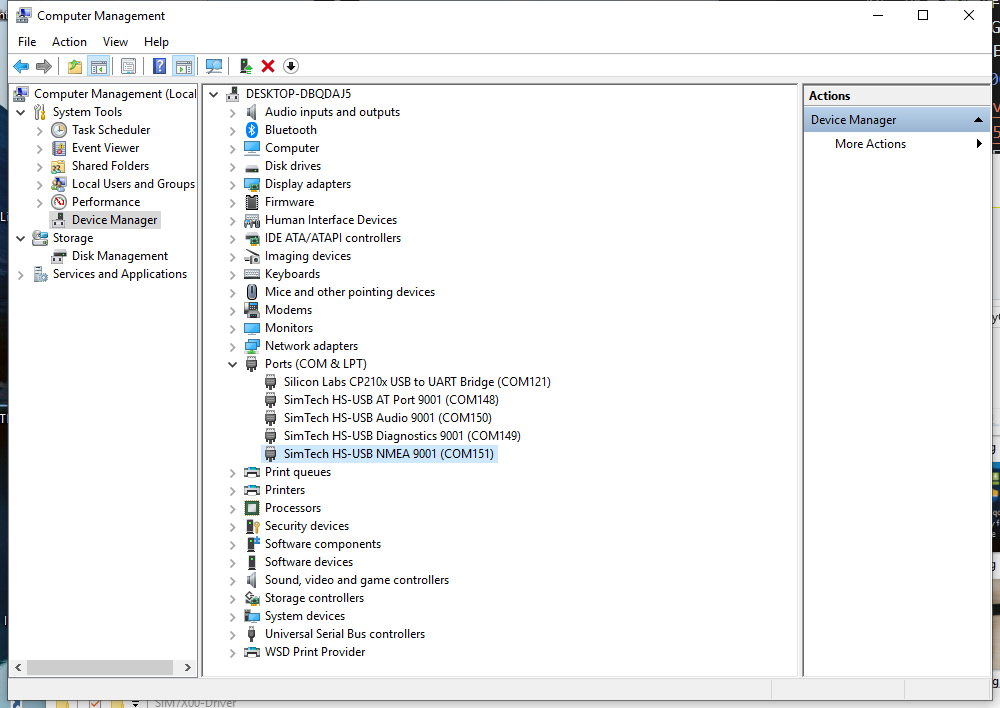 Computer Management
File Action View Help
Computer Management (Local
System Tools
Task Scheduler
Event Viewer
Shared Folders
Local Users and Groups
Performance
Device Manager
Storage
Disk Management
Services and Applications
DESKTOP-DBQDAJ5
Audio inputs and outputs
Bluetooth
Computer
Disk drives
Display adapters
Firmware
Human Interface Devices
IDE ATA/ATAPI controllers
Imaging devices
Keyboards
Mice and other pointing devices
Modems
Monitors
Network adapters
Ports (COM & LPT)
Silicon Labs CP210x USB to UART Bridge (COM121)
SimTech HS-USB AT Port 9001 (COM148)
SimTech HS-USB Audio 9001 (COM150)
SimTech HS-USB Diagnostics 9001 (COM149)
SimTech HS-USB NMEA 9001 (COM151)
Print queues
Printers
Processors
Security devices
Software components
Software devices
Sound, video and game controllers
Storage controllers
System devices
Universal Serial Bus controllers
WSD Print Provider
Actions
Device Manager
More Actions
SIM7X00-Driver